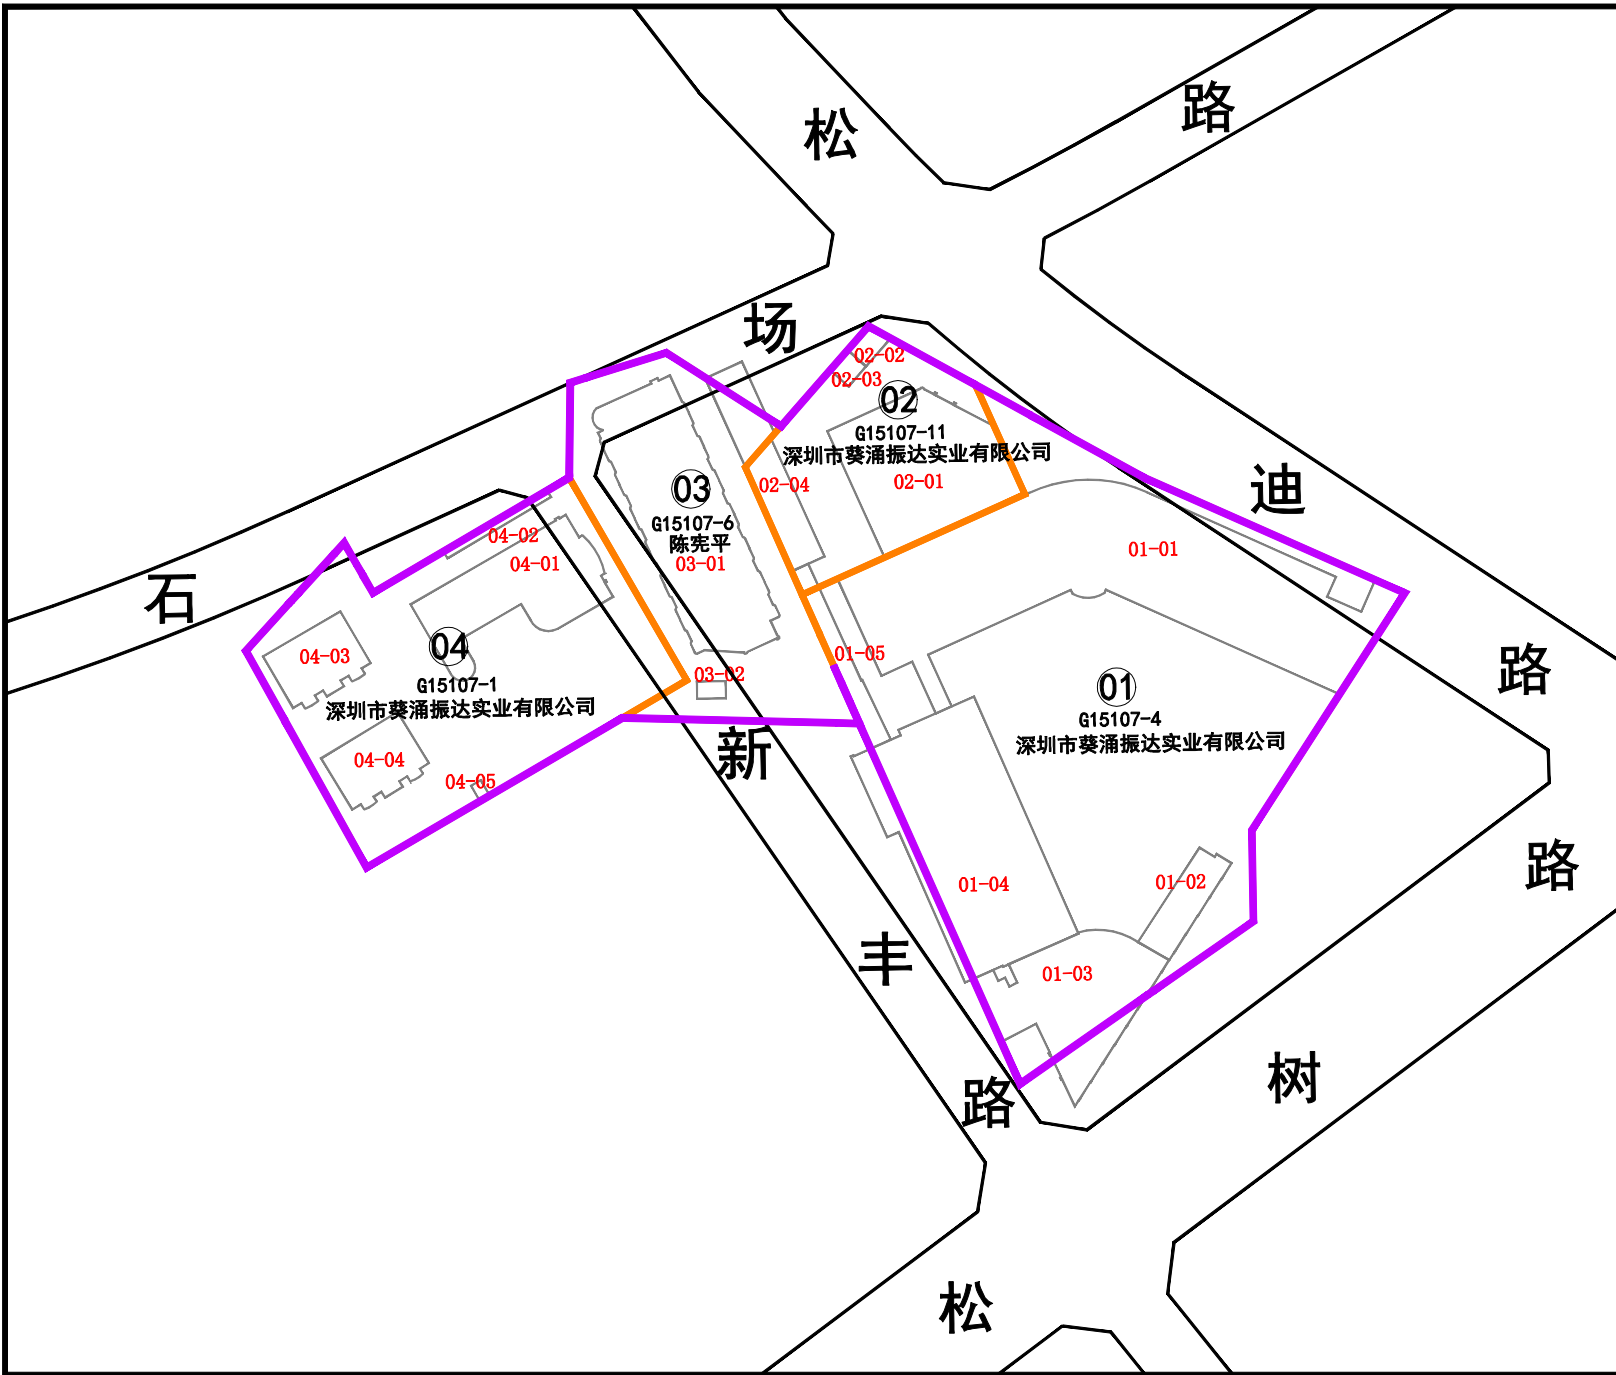 松
路
场
02-02
02-03
02
G15107-11
深圳市葵涌振达实业有限公司
02-04
02-01
迪
03
G15107-6
陈宪平
03-01
04-02
04-01
01-01
石
04
04-03
G15107-1
深圳市葵涌振达实业有限公司
01-05
03-02
路
01
G15107-4
深圳市葵涌振达实业有限公司
04-04
04-05
新
路
01-04
01-02
丰
01-03
路
树
松